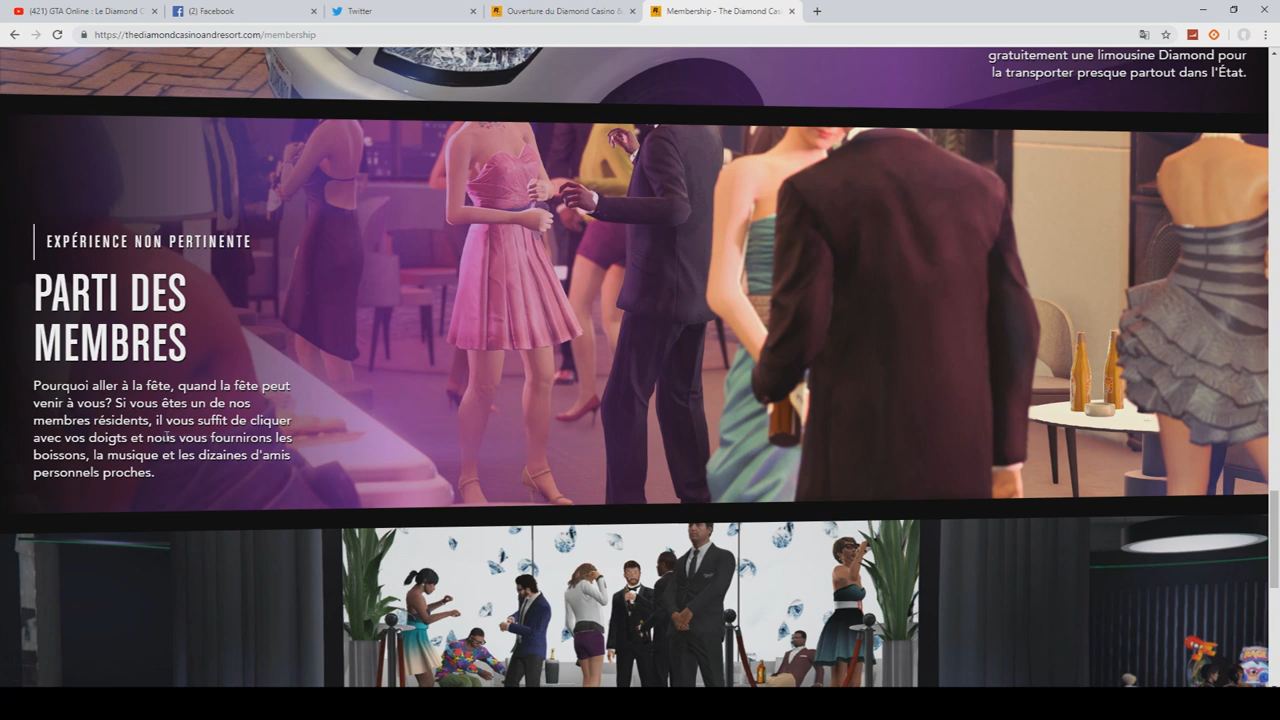 (421) GTA Online : Le Diamond C
(2) Facebook
Twitter
Ouverture du Diamond Casino &
Membership - The Diamond Cas
https://thediamondcasinoandresort.com/membership
gratuitement une limousine Diamond pour
la transporter presque partout dans l'État.
EXPÉRIENCE NON PERTINENTE
PARTI DES
MEMBRES
Pourquoi aller à la fête, quand la fête peut
venir à vous? Si vous êtes un de nos
membres résidents, il vous suffit de cliquer
avec vos doigts et nous vous fournirons les
boissons, la musique et les dizaines d'amis
personnels proches.